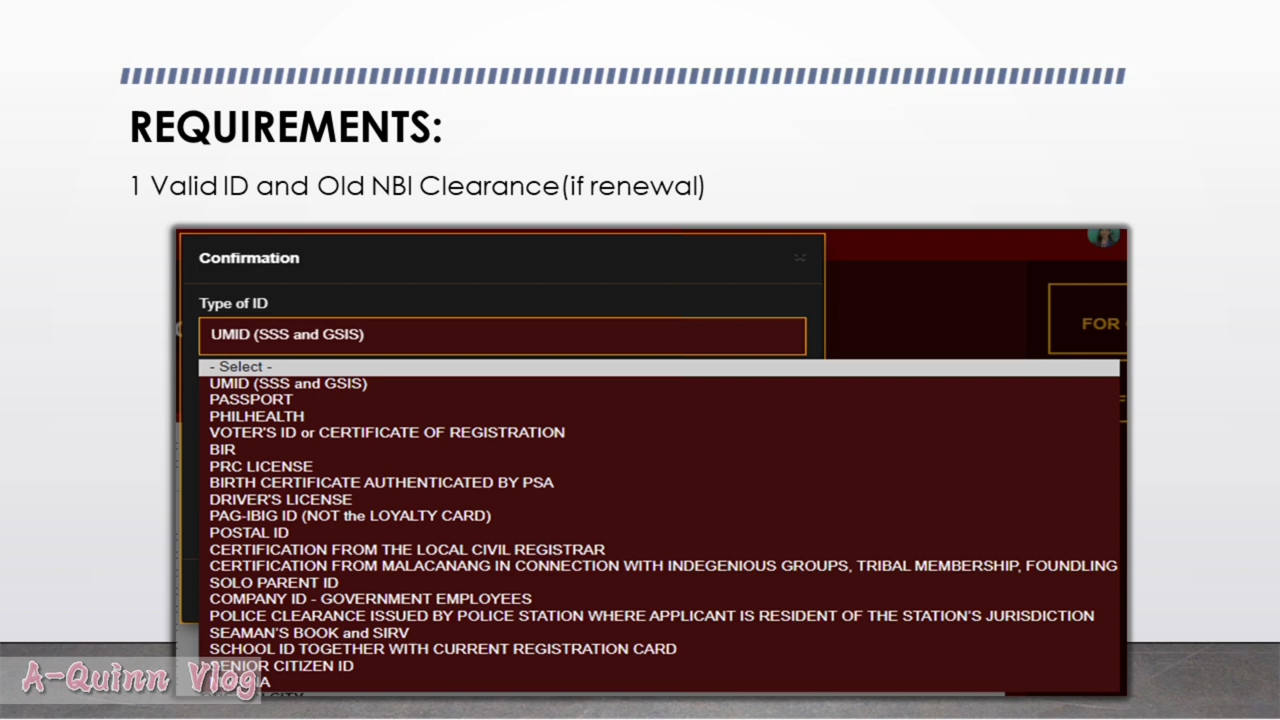 REQUIREMENTS:
1 Valid ID and Old NBI Clearance(if renewal)
Confirmation
Type of ID
UMID (SSS and GSIS)
FOR
- Select -
UMID (SSS and GSIS)
PASSPORT
PHILHEALTH
VOTER'S ID or CERTIFICATE OF REGISTRATION
BIR
PRC LICENSE
BIRTH CERTIFICATE AUTHENTICATED BY PSA
DRIVER'S LICENSE
PAG-IBIG ID (NOT the LOYALTY CARD)
POSTAL ID
CERTIFICATION FROM THE LOCAL CIVIL REGISTRAR
CERTIFICATION FROM MALACANANG IN CONNECTION WITH INDEGENIOUS GROUPS, TRIBAL MEMBERSHIP, FOUNDLING
SOLO PARENT ID
COMPANY ID - GOVERNMENT EMPLOYEES
POLICE CLEARANCE ISSUED BY POLICE STATION WHERE APPLICANT IS RESIDENT OF THE STATION'S JURISDICTION
SEAMAN'S BOOK and SIRV
SCHOOL ID TOGETHER WITH CURRENT REGISTRATION CARD
SENIOR CITIZEN ID
A-Quinn Vlog